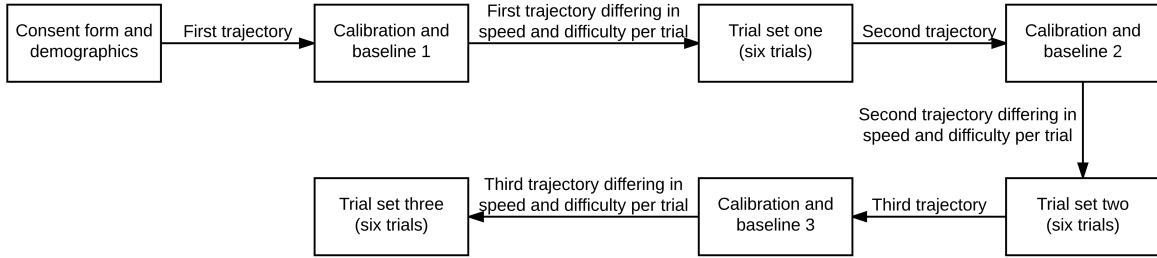 Consent form and
demographics
First trajectory
Calibration and
baseline 1
First trajectory differing in
speed and difficulty per trial
Trial set one
(six trials)
Second trajectory
Calibration and
baseline 2
Second trajectory differing in
speed and difficulty per trial
Trial set two
(six trials)
Third trajectory
Calibration and
baseline 3
Third trajectory differing in
speed and difficulty per trial
Trial set three
(six trials)